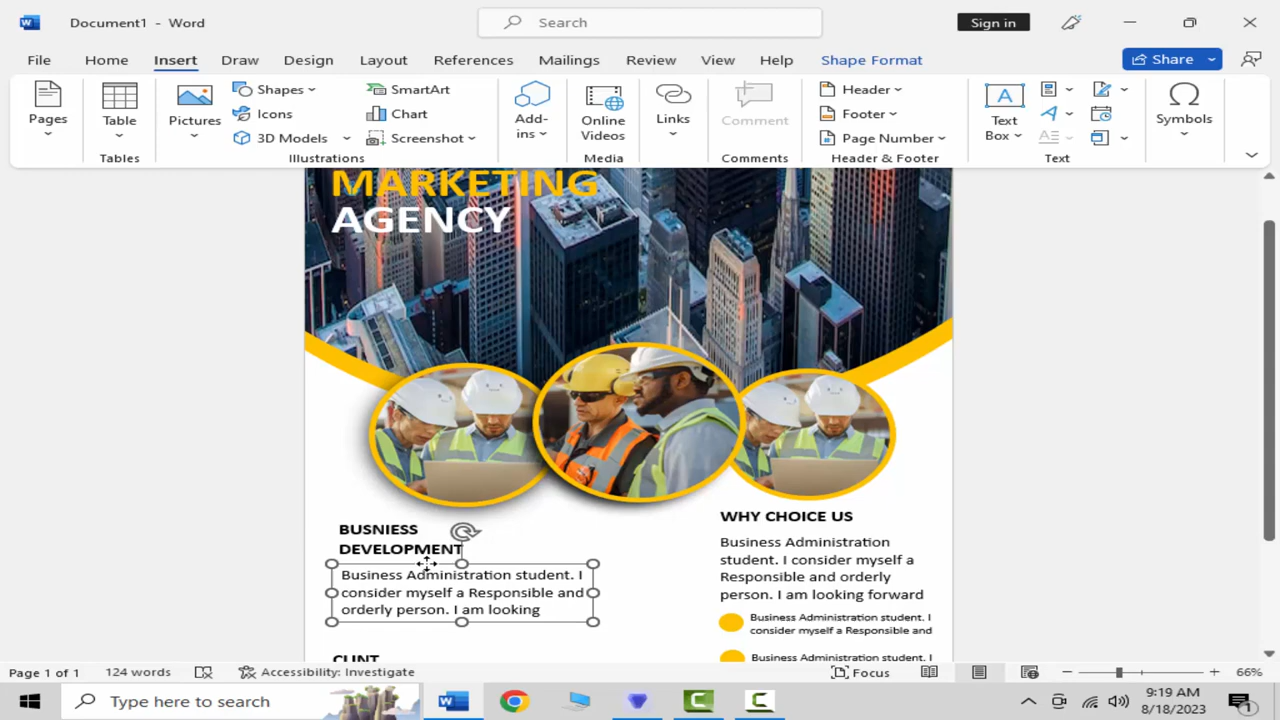 Document1 - Word
Search
Sign in
File Home Insert Draw Design Layout References Mailings Review View Help Shape Format
Share
Pages
Table
Pictures
Shapes
Icons
3D Models
SmartArt
Chart
Screenshot
Add-
ins
Online
Videos
Links
Comment
Header
Footer
Page Number
Text
Box
Symbols
Tables Illustrations Media Comments Header & Footer Text
MARKETING
AGENCY
BUSNIESS
DEVELOPMENT
Business Administration student. I
consider myself a Responsible and
orderly person. I am looking
CLINT
WHY CHOICE US
Business Administration
student. I consider myself a
Responsible and orderly
person. I am looking forward
Business Administration student. I
consider myself a Responsible and
Business Administration student. I
Page 1 of 1 124 words Accessibility: Investigate Focus 66%
Type here to search
9:19 AM
8/18/2023
1